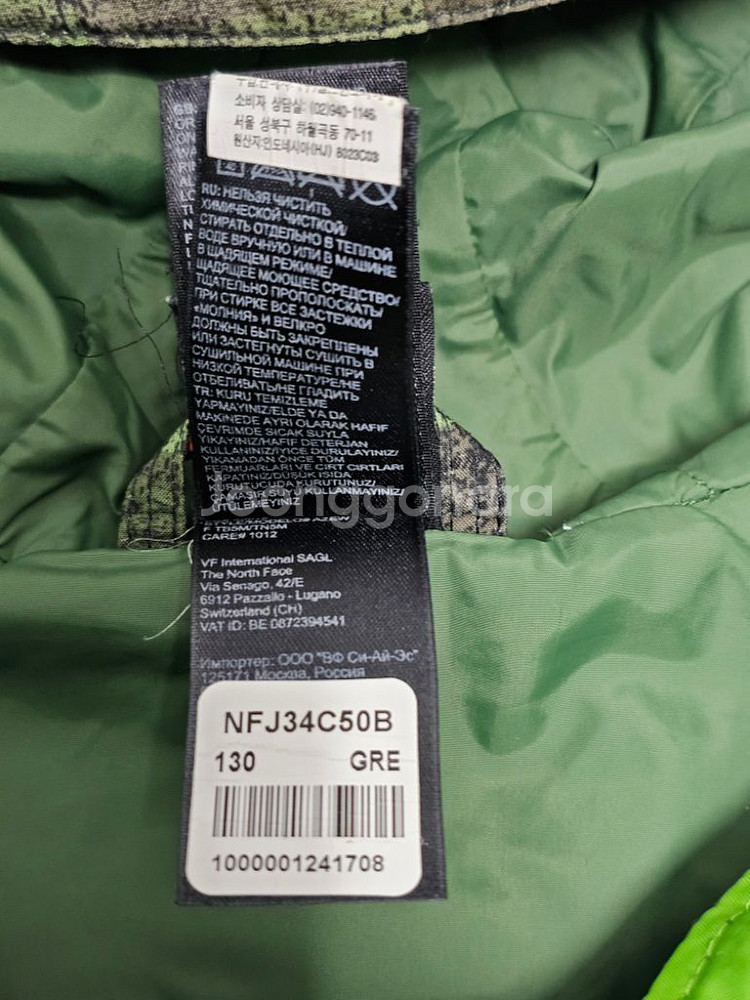 소비자 상담실: (02)940-1145
서울 성북구 하월곡동 70-11
원산지:인도네시아(HJ) 8023C03
RU: НЕЛЬЗЯ ЧИСТИТЬ
ХИМИЧЕСКОЙ ЧИСТКОЙ/
СТИРАТЬ ОТДЕЛЬНО В ТЕПЛОЙ
ВОДЕ ВРУЧНУЮ ИЛИ В МАШИНЕ
В ЩАДЯЩЕМ РЕЖИМЕ/
ЩАДЯЩЕЕ МОЮЩЕЕ СРЕДСТВО/
ТЩАТЕЛЬНО ПРОПОЛОСКАТЬ/
ПРИ СТИРКЕ ВСЕ ЗАСТЕЖКИ
«МОЛНИЯ» И ВЕЛКРО
ДОЛЖНЫ БЫТЬ ЗАКРЕПЛЕНЫ
ИЛИ ЗАСТЕГНУТЫ СУШИТЬ В
СУШИЛЬНОЙ МАШИНЕ ПРИ
НИЗКОЙ ТЕМПЕРАТУРЕ/НЕ
ОТБЕЛИВАТЬ/НЕ ГЛАДИТЬ
TR: KURU TEMIZLEME
YAPMAYINIZ/ELDE YA DA
MAKINEDE AYRI OLARAK HAFIF
ÇEVRIMDE SICAK SUYLA
YIKAYINIZ/HAFIF DETERJAN
KULLANINIZ/IYICE DURULAYINIZ/
YIKAMADAN ÖNCE TÜM
FERMUARLARI VE CIRT CIRTLARI
KAPATINIZ/DÜŞÜK ISIDA
KURUTUCUDA KURUTUNUZ/
ÇAMAŞIR SUYU KULLANMAYINIZ/
ÜTÜLEMEYINIZ
F TD5M/TN5M
CARE# 1012
VF International SAGL
The North Face
Via Senago, 42/E
6912 Pazzallo - Lugano
Switzerland (CH)
VAT ID: BE 0872394541
Импортер: ООО "ВФ Си-Ай-Эс"
125171 Москва, Россия
NFJ34C50B
130 GRE
1000001241708